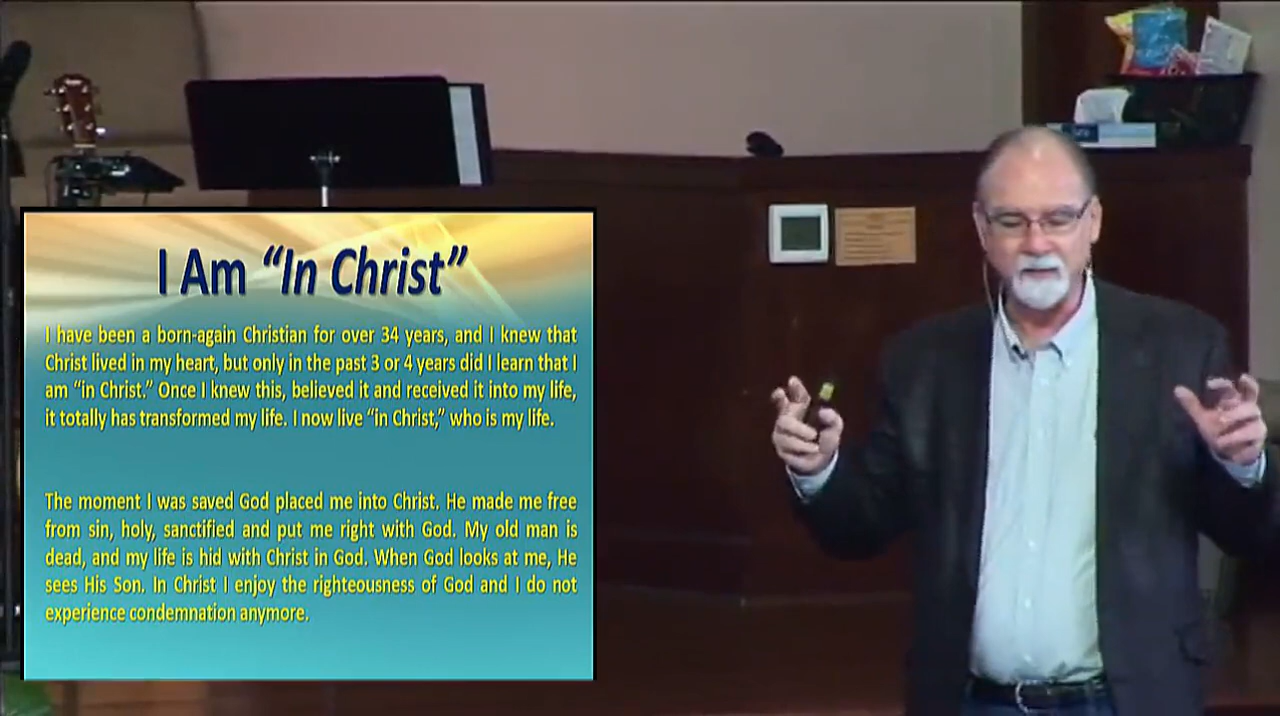 I Am “In Christ”
I have been a born-again Christian for over 34 years, and I knew that
Christ lived in my heart, but only in the past 3 or 4 years did I learn that I
am “in Christ.” Once I knew this, believed it and received it into my life,
it totally has transformed my life. I now live “in Christ,” who is my life.
The moment I was saved God placed me into Christ. He made me free
from sin, holy, sanctified and put me right with God. My old man is
dead, and my life is hid with Christ in God. When God looks at me, He
sees His Son. In Christ I enjoy the righteousness of God and I do not
experience condemnation anymore.